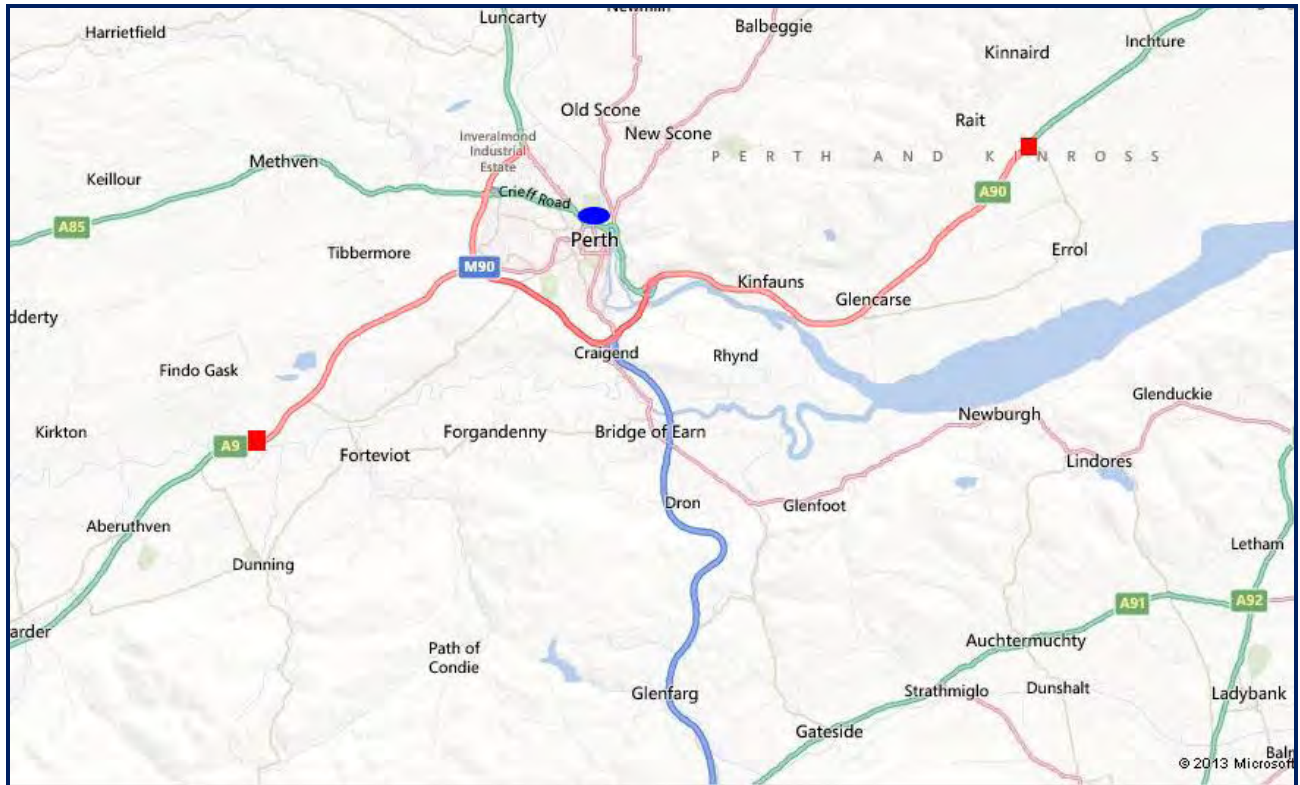 Luncarty
Harrietfield
Balbeggie
Kinnaird
Inchture
Old Scone
New Scone
Rait
Inveralmond
Industrial
Estate
PERTH AND KINROSS
Methven
Keillour
Crieff Road
A90
A85
Perth
Tibbermore
Errol
M90
Kinfauns
Glencarse
dderty
Craigend
Rhynd
Findo Gask
Glenduckie
Newburgh
Kirkton
Forgandenny
Bridge of Earn
A9
Forteviot
Lindores
Dron
Glenfoot
Aberuthven
Letham
Dunning
A91
A92
arder
Auchtermuchty
Path of
Condie
Glenfarg
Strathmiglo
Dunshalt
Ladybank
Gateside
Balm
© 2013 Microsoft